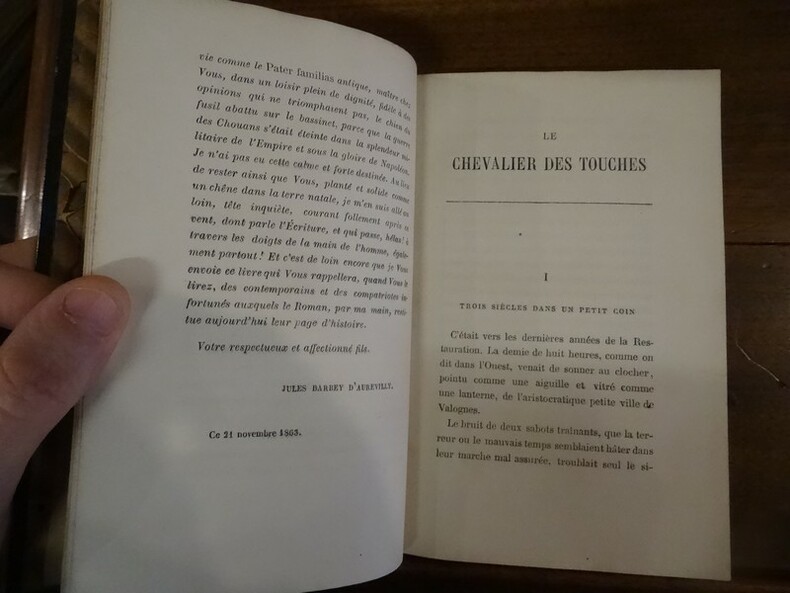 vie comme le Pater familias antique, maître chez
Vous, dans un loisir plein de dignité, fidèle à des
opinions qui ne triomphaient pas, le chien du
fusil abattu sur le bassinet, parce que la guerre
des Chouans s'était éteinte dans la splendeur mi-
litaire de l'Empire et sous la gloire de Napoléon.
Je n'ai pas eu cette calme et forte destinée. Au lieu
de rester ainsi que Vous, planté et solide comme
un chêne dans la terre natale, je m'en suis allé au
loin, tête inquiète, courant follement après ce
vent, dont parle l'Écriture, et qui passe, hélas! à
travers les doigts de la main de l'homme, égale-
ment partout! Et c'est de loin encore que je Vous
envoie ce livre qui Vous rappellera, quand Vous le
lirez, des contemporains et des compatriotes in-
fortunés auxquels le Roman, par ma main, resti-
tue aujourd'hui leur page d'histoire.
Votre respectueux et affectionné fils.
JULES BARBEY D'AUREVILLY.
Ce 21 novembre 1863.
LE
CHEVALIER DES TOUCHES
I
TROIS SIÈCLES DANS UN PETIT COIN
C'était vers les dernières années de la Res-
tauration. La demie de huit heures, comme on
dit dans l'Ouest, venait de sonner au clocher,
pointu comme une aiguille et vitré comme
une lanterne, de l'aristocratique petite ville de
Valognes.
Le bruit de deux sabots traînants, que la ter-
reur ou le mauvais temps semblaient hâter dans
leur marche mal assurée, troublait seul le si-